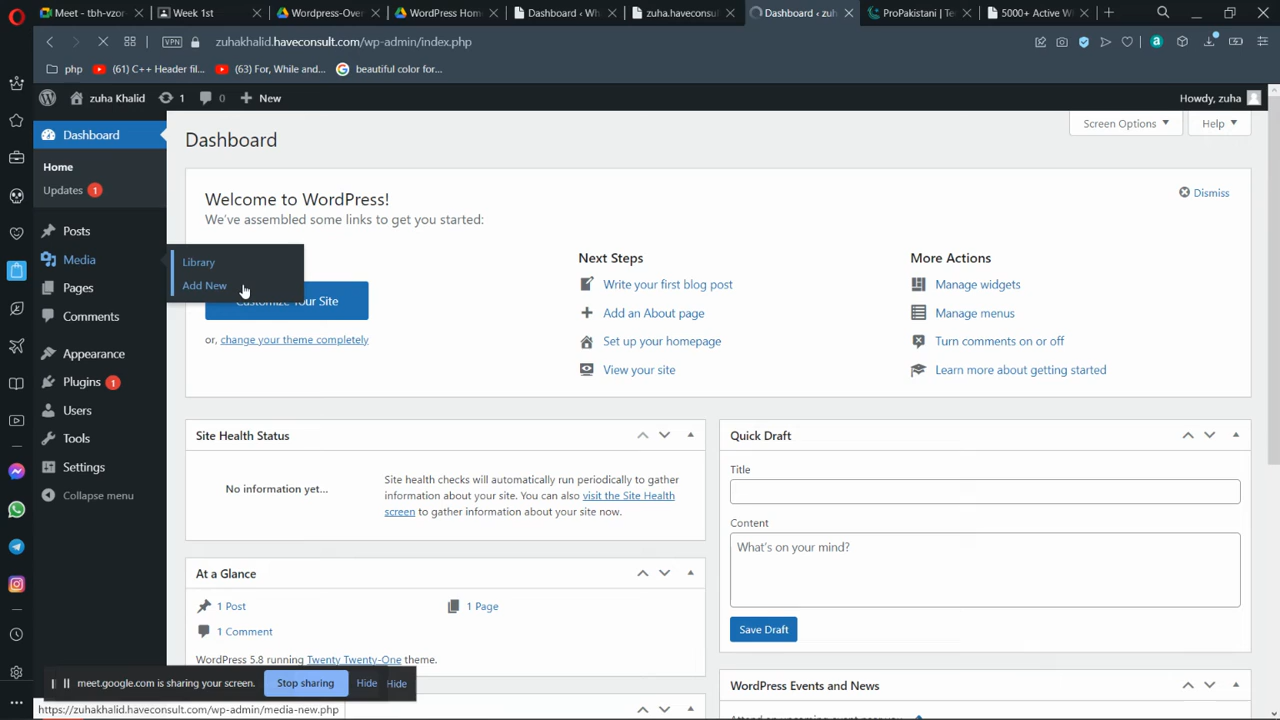 Meet - tbh-vzor
Week 1st
Wordpress-Over
WordPress Home
Dashboard ‹ Wh
zuha.haveconsult
Dashboard ‹ zuh
ProPakistani | Te
5000+ Active W
VPN
zuhakhalid.haveconsult.com/wp-admin/index.php
php
(61) C++ Header fil...
(63) For, While and...
beautiful color for...
zuha Khalid
1
0
New
Howdy, zuha
Dashboard
Home
Updates 1
Posts
Media
Library
Add New
Pages
Comments
Appearance
Plugins 1
Users
Tools
Settings
Collapse menu
Dashboard
Screen Options
Help
Welcome to WordPress!
We've assembled some links to get you started:
Dismiss
Customize Your Site
or, change your theme completely
Next Steps
Write your first blog post
Add an About page
Set up your homepage
View your site
More Actions
Manage widgets
Manage menus
Turn comments on or off
Learn more about getting started
Site Health Status
No information yet...
Site health checks will automatically run periodically to gather
information about your site. You can also visit the Site Health
screen to gather information about your site now.
At a Glance
1 Post
1 Page
1 Comment
WordPress 5.8 running Twenty Twenty-One theme.
Quick Draft
Title
Content
What's on your mind?
Save Draft
WordPress Events and News
meet.google.com is sharing your screen.
Stop sharing
Hide
Hide
https://zuhakhalid.haveconsult.com/wp-admin/media-new.php